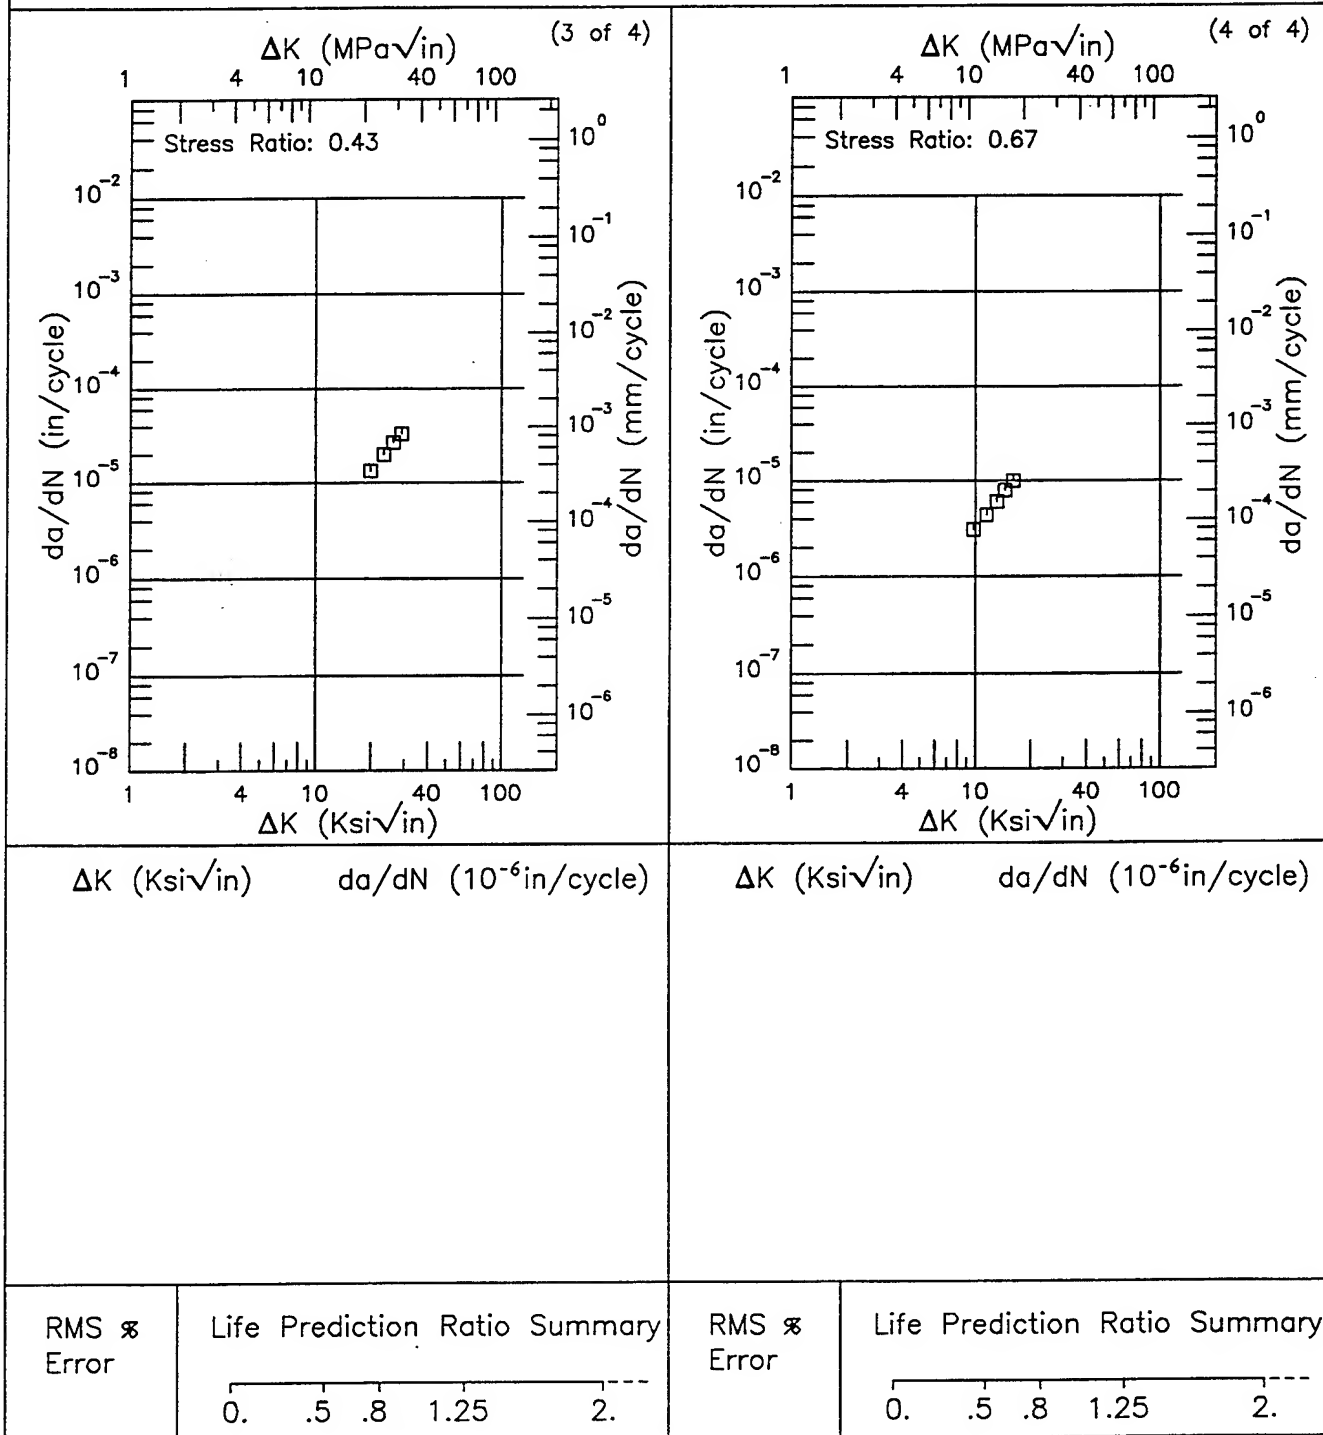 (3 of 4)
ΔK (MPa√in)
1 4 10 40 100
Stress Ratio: 0.43
10⁰
10⁻²
10⁻¹
10⁻³
10⁻²
10⁻⁴
10⁻³
10⁻⁵
10⁻⁴
10⁻⁶
10⁻⁵
10⁻⁷
10⁻⁶
10⁻⁸
da/dN (in/cycle)
da/dN (mm/cycle)
1 4 10 40 100
ΔK (Ksi√in)
ΔK (Ksi√in) da/dN (10⁻⁶in/cycle)
RMS % Life Prediction Ratio Summary
Error
0. .5 .8 1.25 2.
(4 of 4)
ΔK (MPa√in)
1 4 10 40 100
Stress Ratio: 0.67
10⁰
10⁻²
10⁻¹
10⁻³
10⁻²
10⁻⁴
10⁻³
10⁻⁵
10⁻⁴
10⁻⁶
10⁻⁵
10⁻⁷
10⁻⁶
10⁻⁸
da/dN (in/cycle)
da/dN (mm/cycle)
1 4 10 40 100
ΔK (Ksi√in)
ΔK (Ksi√in) da/dN (10⁻⁶in/cycle)
RMS % Life Prediction Ratio Summary
Error
0. .5 .8 1.25 2.